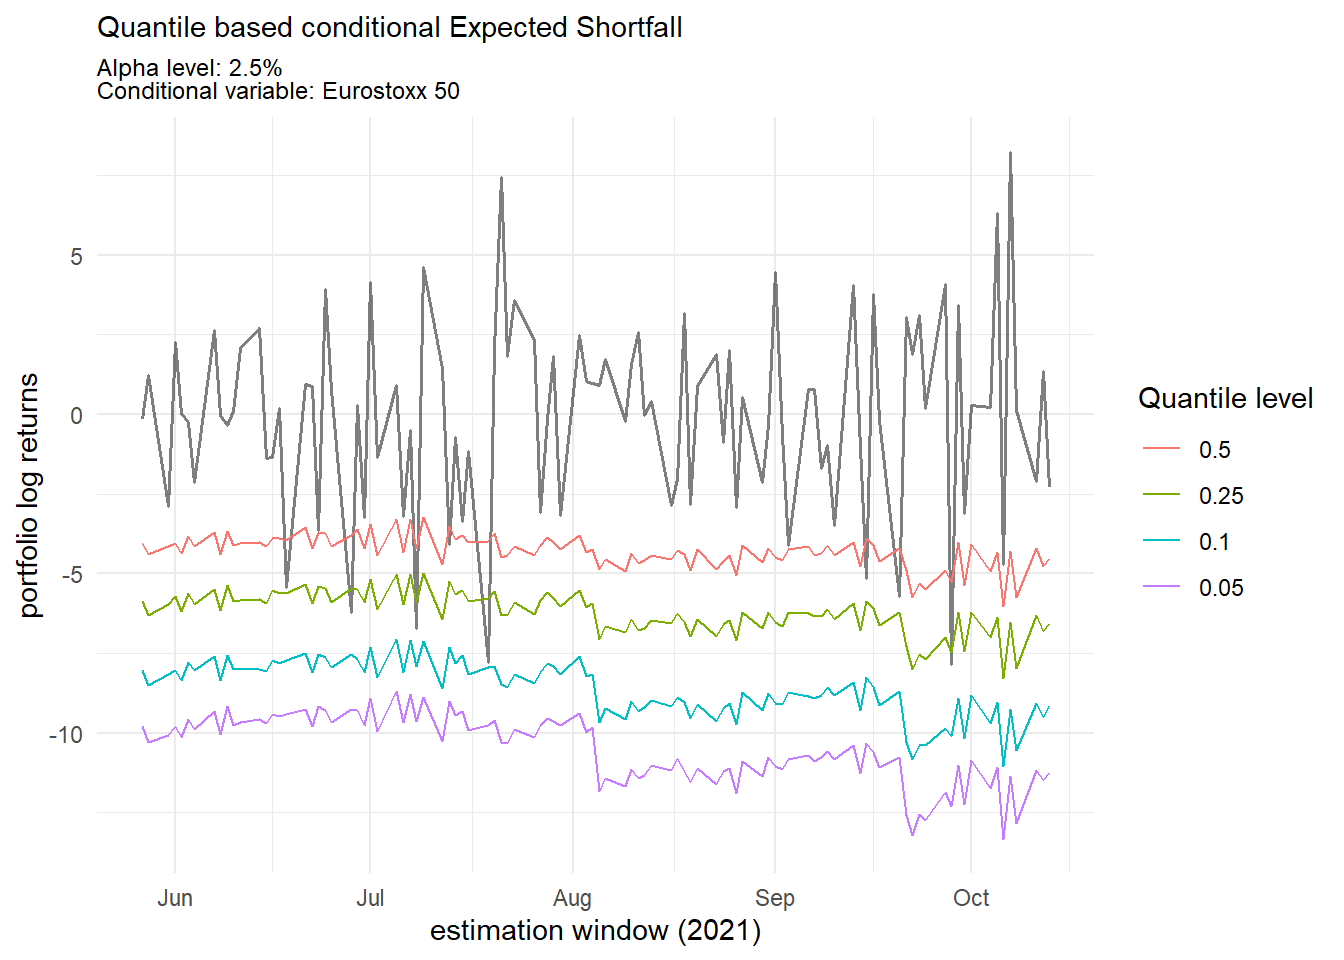 Quantile based conditional Expected Shortfall
Alpha level: 2.5%
Conditional variable: Eurostoxx 50
5
0
-5
-10
portfolio log returns
Jun
Jul
Aug
Sep
Oct
estimation window (2021)
Quantile level
0.5
0.25
0.1
0.05